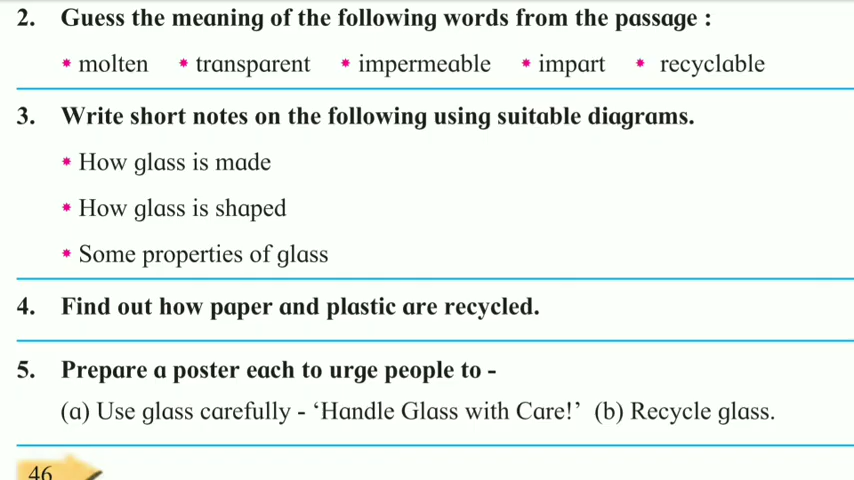 2. Guess the meaning of the following words from the passage :
* molten * transparent * impermeable * impart * recyclable
3. Write short notes on the following using suitable diagrams.
* How glass is made
* How glass is shaped
* Some properties of glass
4. Find out how paper and plastic are recycled.
5. Prepare a poster each to urge people to -
(a) Use glass carefully - ‘Handle Glass with Care!’ (b) Recycle glass.
46